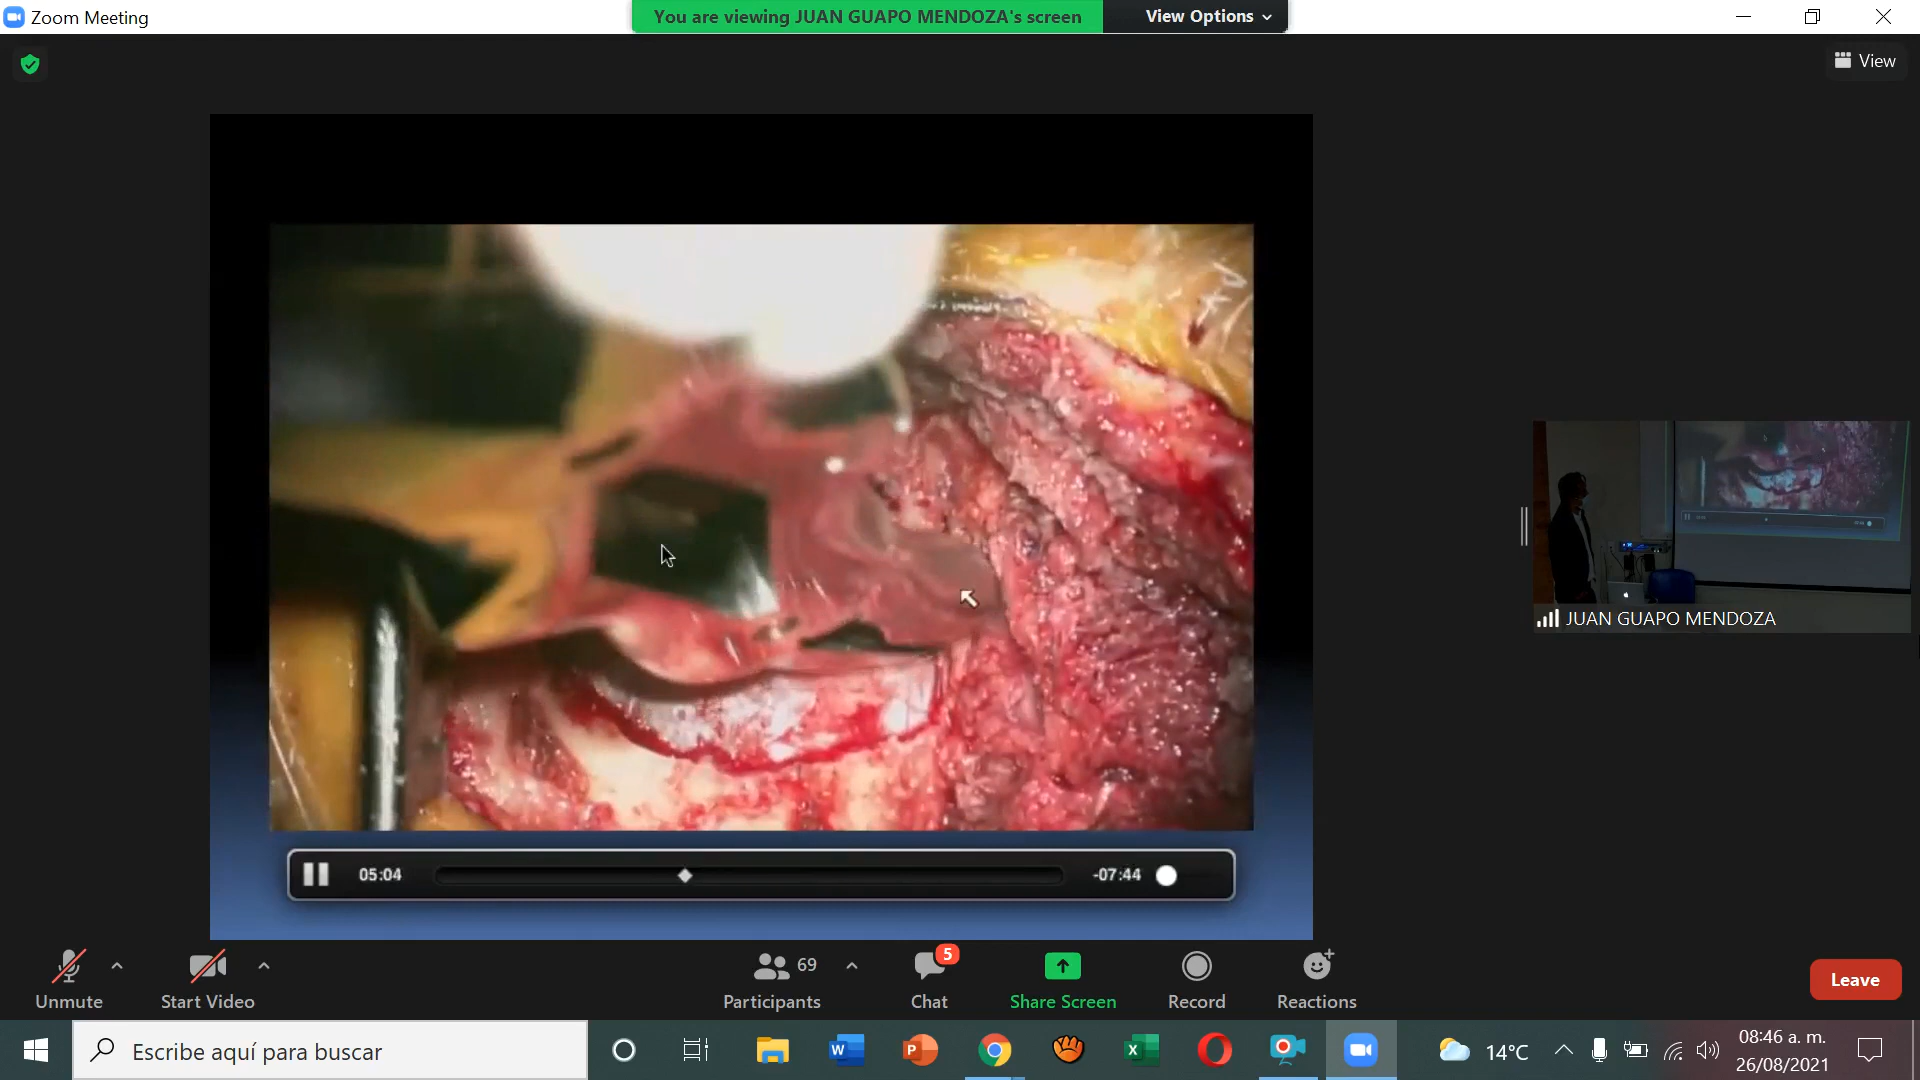 Zoom Meeting
You are viewing JUAN GUAPO MENDOZA's screen
View Options
View
JUAN GUAPO MENDOZA
05:04
-07:44
Unmute
Start Video
69
Participants
5
Chat
Share Screen
Record
Reactions
Leave
Escribe aquí para buscar
14°C
08:46 a. m.
26/08/2021